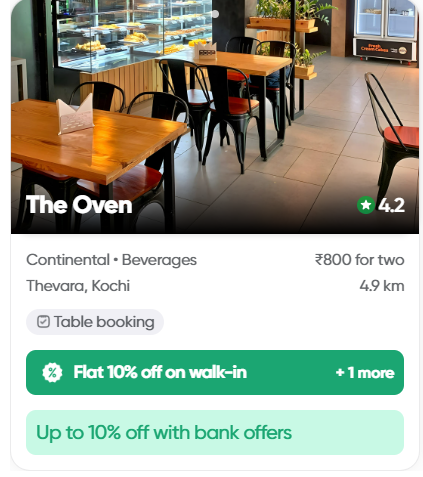 The Oven
4.2
Continental • Beverages
₹800 for two
Thevara, Kochi
4.9 km
Table booking
Flat 10% off on walk-in
+ 1 more
Up to 10% off with bank offers